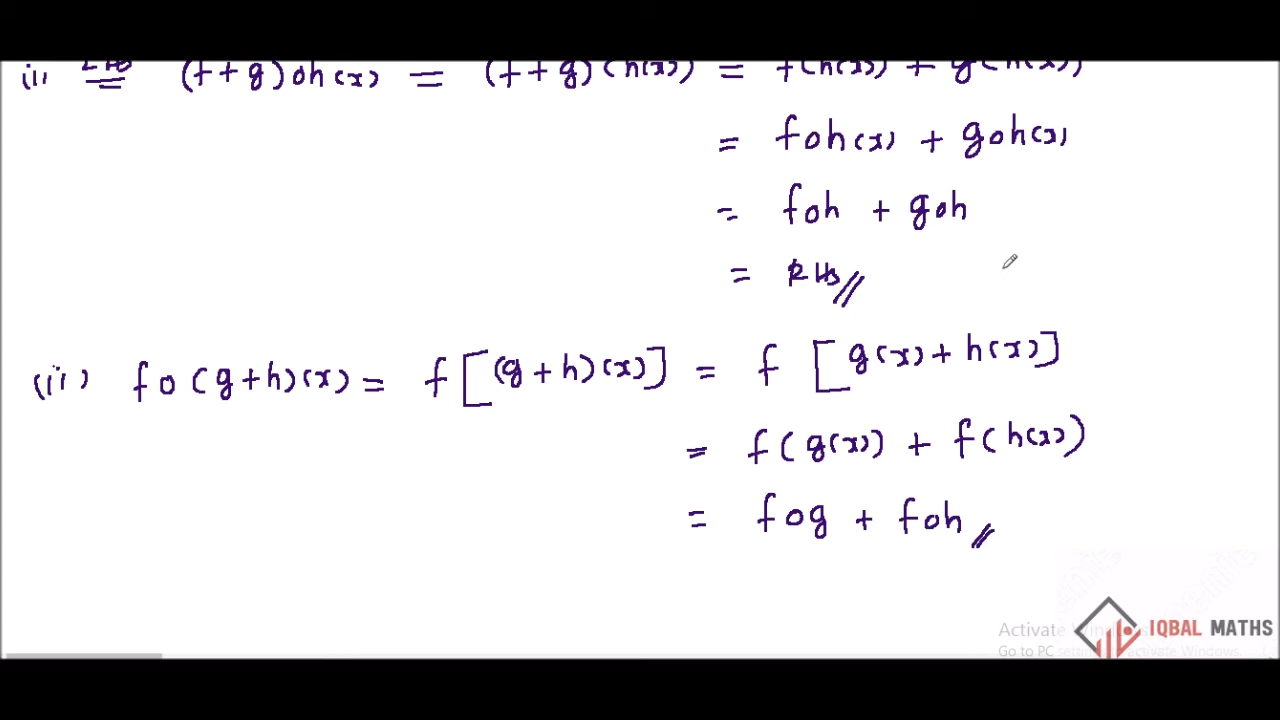 (i) LHS (f+g)oh(x) = (f+g)(h(x)) = f(h(x)) + g(h(x))
= foh(x) + goh(x)
= foh + goh
= RHS//
(ii) fo(g+h)(x) = f[(g+h)(x)] = f[g(x)+h(x)]
= f(g(x)) + f(h(x))
= fog + foh//
Activate Windows
Go to PC settings to activate Windows.
IQBAL MATHS